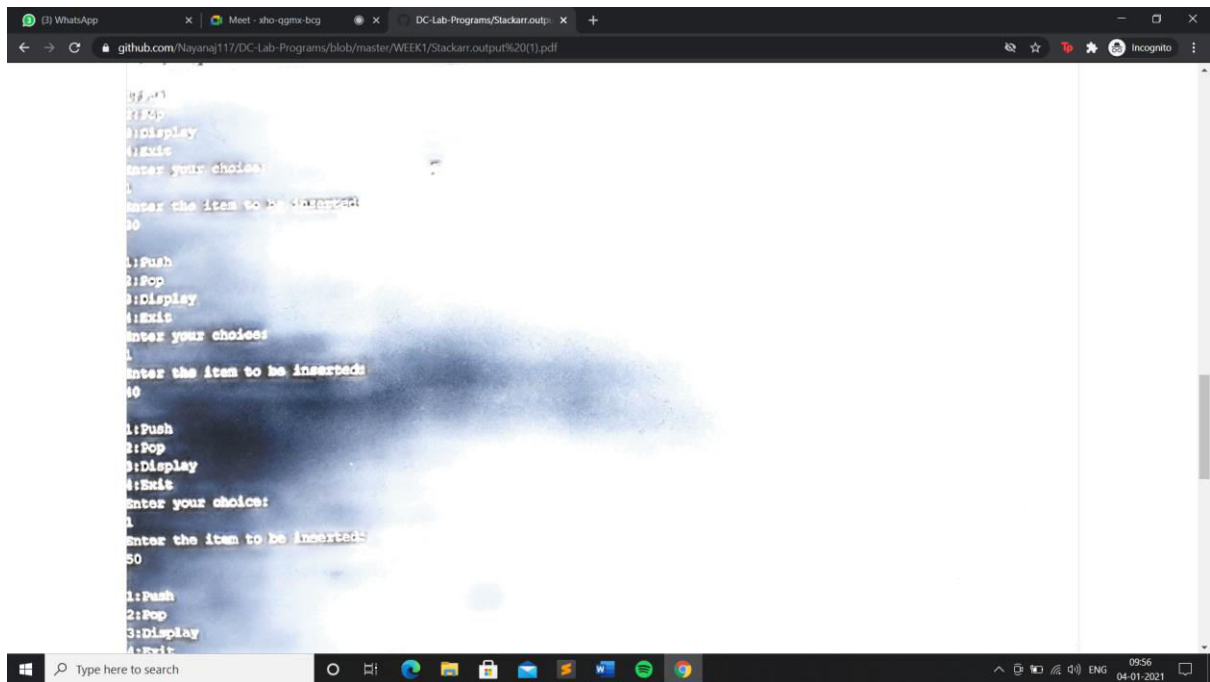 (3) WhatsApp
Meet - xho-qgmx-bcg
DC-Lab-Programs/Stackarr.outpu
github.com/Nayanaj117/DC-Lab-Programs/blob/master/WEEK1/Stackarr.output%20(1).pdf
Incognito
2:Pop
3:Display
4:Exit
Enter your choice:
1
Enter the item to be inserted:
30
1:Push
2:Pop
3:Display
4:Exit
Enter your choice:
1
Enter the item to be inserted:
40
1:Push
2:Pop
3:Display
4:Exit
Enter your choice:
1
Enter the item to be inserted:
50
1:Push
2:Pop
3:Display
4:Exit
Type here to search
ENG
09:56
04-01-2021